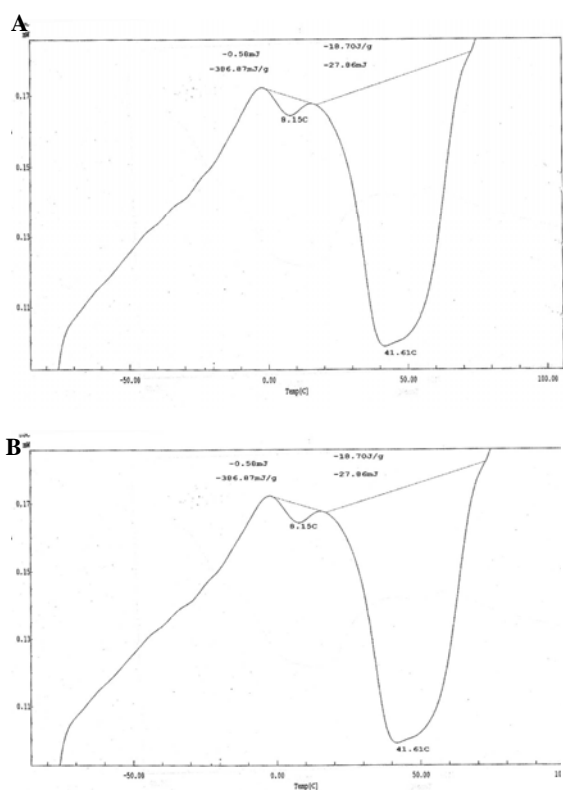 A
-0.58mJ
-18.70J/g
-386.87mJ/g
-27.86mJ
0.17
8.15C
0.15
0.13
0.11
41.61C
-50.00
0.00
50.00
100.00
Temp[C]
B
-0.58mJ
-18.70J/g
-386.87mJ/g
-27.86mJ
0.17
8.15C
0.15
0.13
0.11
41.61C
-50.00
0.00
50.00
Temp[C]